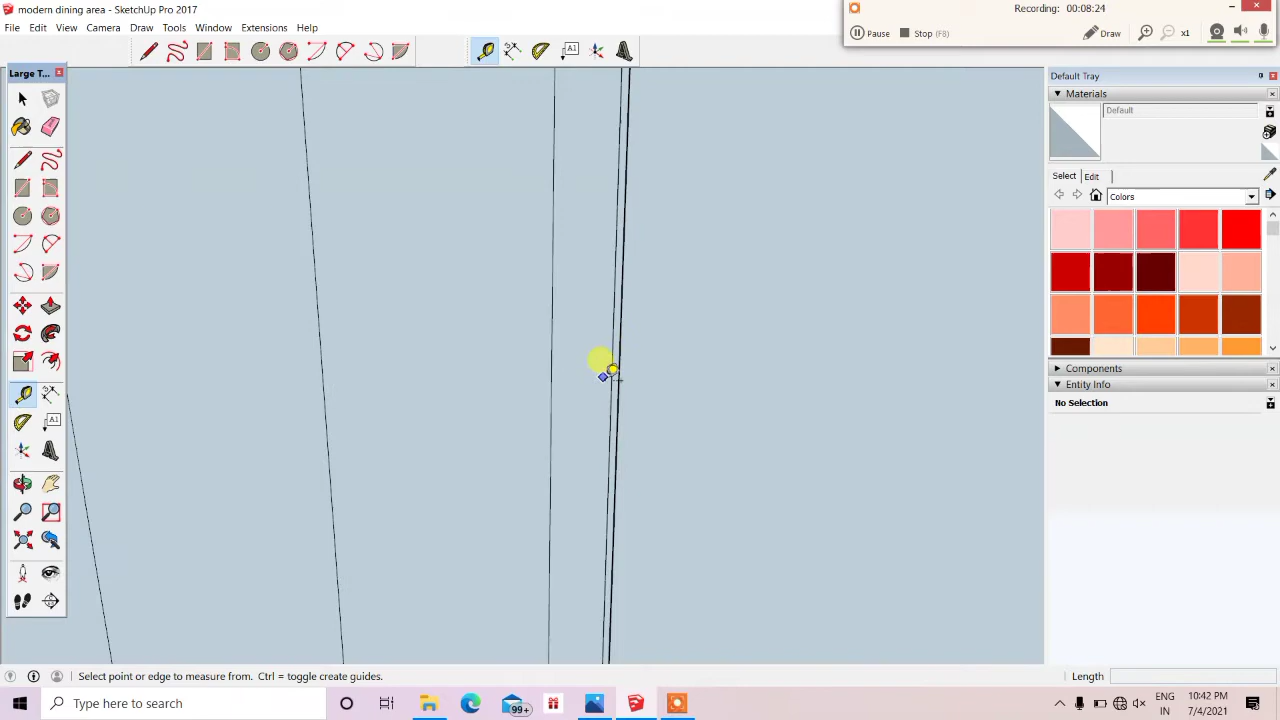 modern dining area - SketchUp Pro 2017
Recording: 00:08:24
File Edit View Camera Draw Tools Window Extensions Help
Pause Stop (F8) Draw x1
A1
Large T...
Default Tray
Materials
Default
Select Edit
Colors
A1
Components
Entity Info
No Selection
Select point or edge to measure from. Ctrl = toggle create guides.
Length
Type here to search
99+
ENG
IN
10:42 PM
7/4/2021